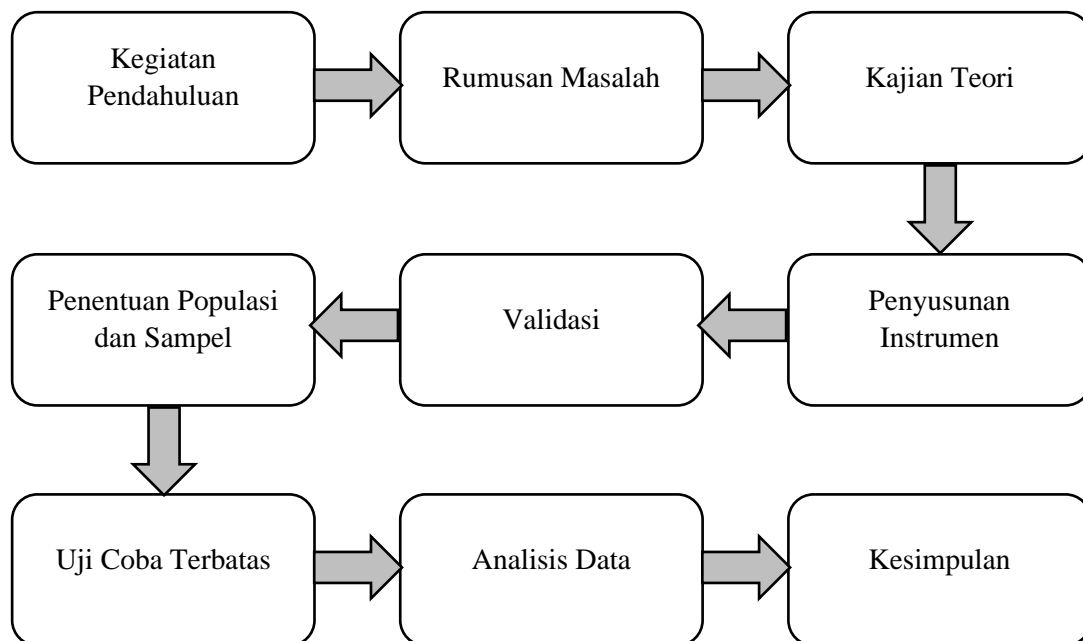 Kegiatan
Pendahuluan
Rumusan Masalah
Kajian Teori
Penyusunan
Instrumen
Validasi
Penentuan Populasi
dan Sampel
Uji Coba Terbatas
Analisis Data
Kesimpulan